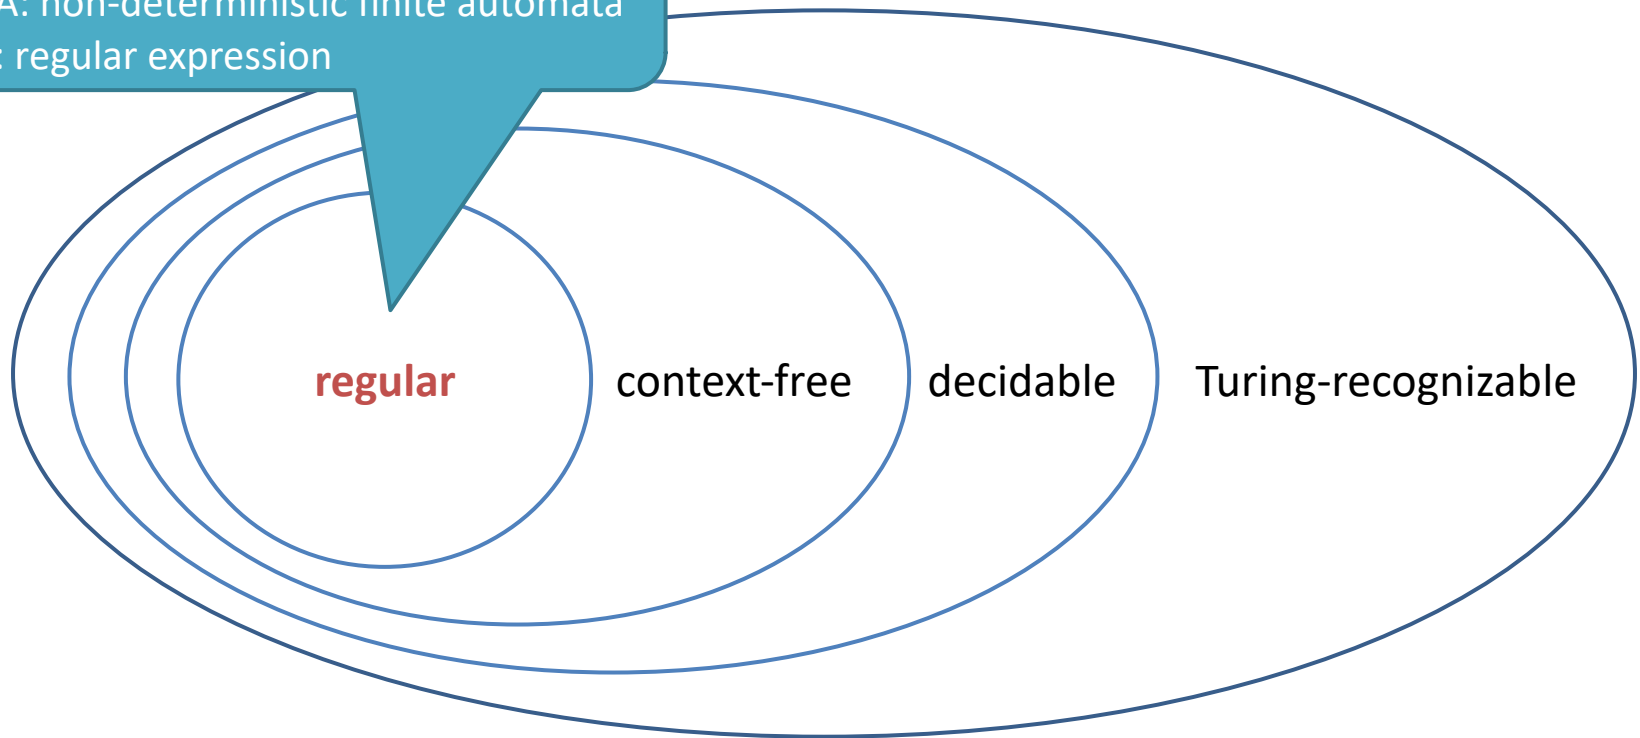 A: non-deterministic finite automata
: regular expression
regular context-free decidable Turing-recognizable